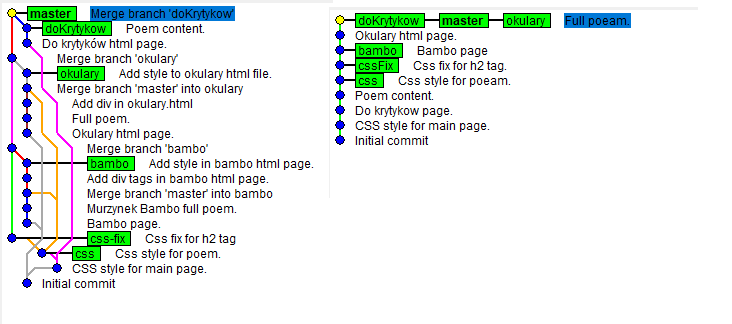 master Merge branch 'doKrytykow'
doKrytykow Poem content.
Do krytyków html page.
Merge branch 'okulary'
okulary Add style to okulary html file.
Merge branch 'master' into okulary
Add div in okulary.html
Full poem.
Okulary html page.
Merge branch 'bambo'
bambo Add style in bambo html page.
Add div tags in bambo html page.
Merge branch 'master' into bambo
Murzynek Bambo full poem.
Bambo page.
css-fix Css fix for h2 tag
css Css style for poem.
CSS style for main page.
Initial commit
doKrytykow master okulary Full poeam.
Okulary html page.
bambo Bambo page
cssFix Css fix for h2 tag.
css Css style for poeam.
Poem content.
Do krytykow page.
CSS style for main page.
Initial commit